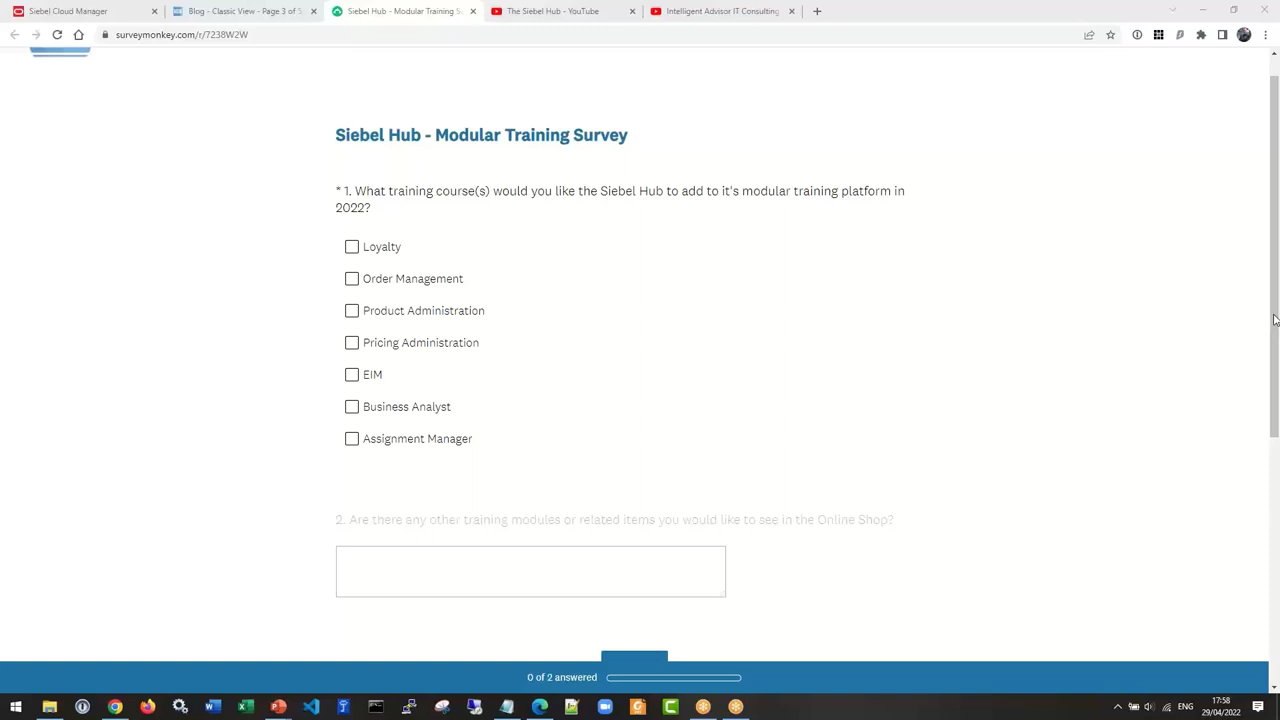 Siebel Cloud Manager
Blog - Classic View - Page 3 of S
Siebel Hub - Modular Training S
The Siebel Hub - YouTube
Intelligent Advisor IT Consulting
surveymonkey.com/r/7238W2W
Siebel Hub - Modular Training Survey
* 1. What training course(s) would you like the Siebel Hub to add to it's modular training platform in
2022?
Loyalty
Order Management
Product Administration
Pricing Administration
EIM
Business Analyst
Assignment Manager
2. Are there any other training modules or related items you would like to see in the Online Shop?
0 of 2 answered
ENG
17:58
29/04/2022